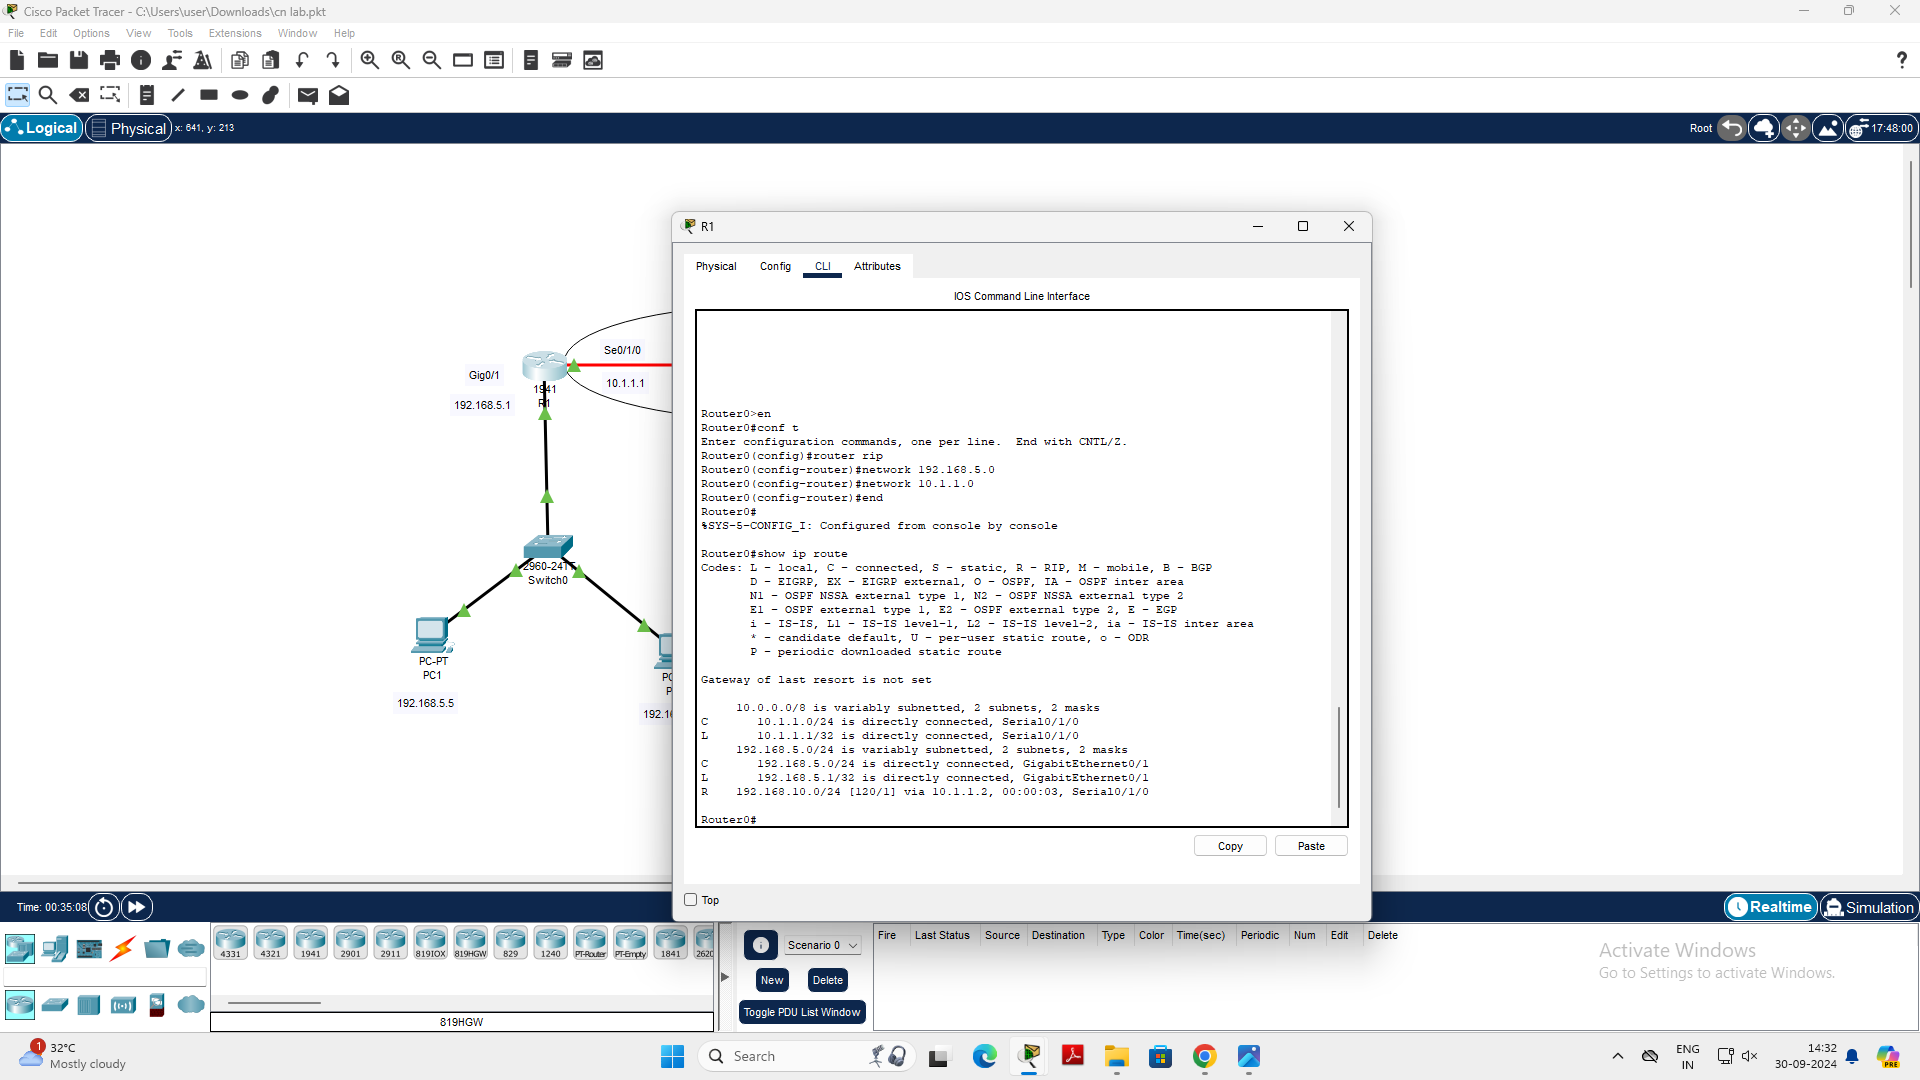 Cisco Packet Tracer - C:\Users\user\Downloads\cn lab.pkt
File Edit Options View Tools Extensions Window Help
Logical Physical x: 641, y: 213 Root 17:48:00
R1
Physical Config CLI Attributes
IOS Command Line Interface
Router0>en
Router0#conf t
Enter configuration commands, one per line.  End with CNTL/Z.
Router0(config)#router rip
Router0(config-router)#network 192.168.5.0
Router0(config-router)#network 10.1.1.0
Router0(config-router)#end
Router0#
%SYS-5-CONFIG_I: Configured from console by console
Router0#show ip route
Codes: L - local, C - connected, S - static, R - RIP, M - mobile, B - BGP
D - EIGRP, EX - EIGRP external, O - OSPF, IA - OSPF inter area
N1 - OSPF NSSA external type 1, N2 - OSPF NSSA external type 2
E1 - OSPF external type 1, E2 - OSPF external type 2, E - EGP
i - IS-IS, L1 - IS-IS level-1, L2 - IS-IS level-2, ia - IS-IS inter area
* - candidate default, U - per-user static route, o - ODR
P - periodic downloaded static route
Gateway of last resort is not set
10.0.0.0/8 is variably subnetted, 2 subnets, 2 masks
C 10.1.1.0/24 is directly connected, Serial0/1/0
L 10.1.1.1/32 is directly connected, Serial0/1/0
192.168.5.0/24 is variably subnetted, 2 subnets, 2 masks
C 192.168.5.0/24 is directly connected, GigabitEthernet0/1
L 192.168.5.1/32 is directly connected, GigabitEthernet0/1
R 192.168.10.0/24 [120/1] via 10.1.1.2, 00:00:03, Serial0/1/0
Router0#
Copy Paste
Top
Se0/1/0
Gig0/1
10.1.1.1
1941
R1
192.168.5.1
2960-24TT
Switch0
PC-PT
PC1
192.168.5.5
PC
P
192.16
Time: 00:35:08 Realtime Simulation
4331 4321 1941 2901 2911 819IOX 819HGW 829 1240 PT-Router PT-Empty 1841 2620
819HGW
Scenario 0
New Delete
Toggle PDU List Window
Fire Last Status Source Destination Type Color Time(sec) Periodic Num Edit Delete
Activate Windows
Go to Settings to activate Windows.
1
32°C
Mostly cloudy
Search
ENG
IN
14:32
30-09-2024
PRE